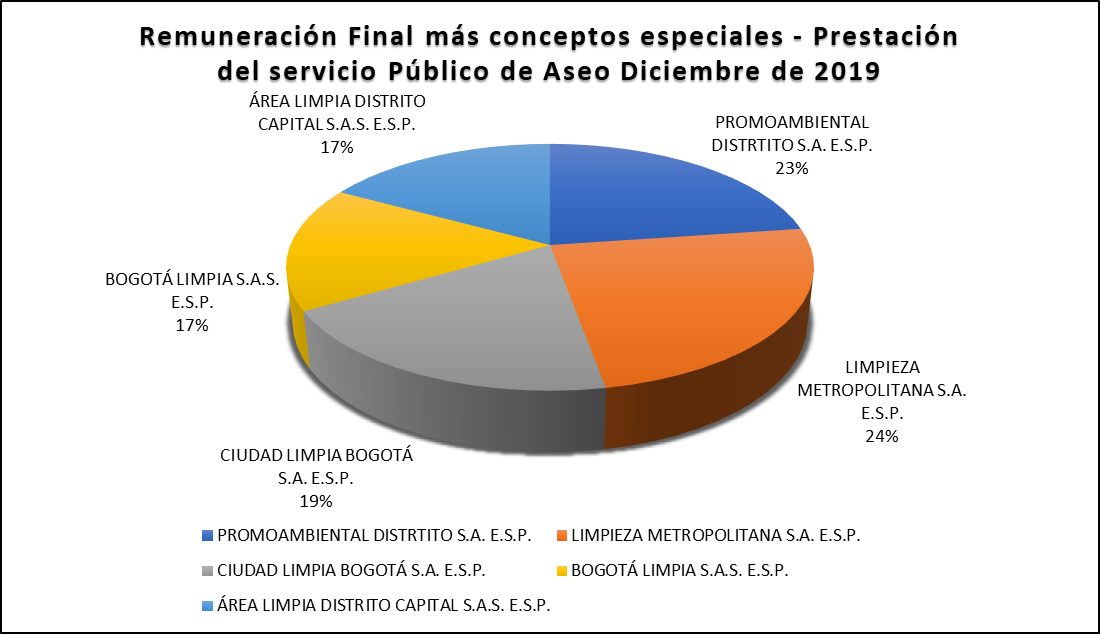 Remuneración Final más conceptos especiales - Prestación
del servicio Público de Aseo Diciembre de 2019
ÁREA LIMPIA DISTRITO
CAPITAL S.A.S. E.S.P.
17%
PROMOAMBIENTAL
DISTRTITO S.A. E.S.P.
23%
BOGOTÁ LIMPIA S.A.S.
E.S.P.
17%
LIMPIEZA
METROPOLITANA S.A.
E.S.P.
24%
CIUDAD LIMPIA BOGOTÁ
S.A. E.S.P.
19%
PROMOAMBIENTAL DISTRTITO S.A. E.S.P.
LIMPIEZA METROPOLITANA S.A. E.S.P.
CIUDAD LIMPIA BOGOTÁ S.A. E.S.P.
BOGOTÁ LIMPIA S.A.S. E.S.P.
ÁREA LIMPIA DISTRITO CAPITAL S.A.S. E.S.P.